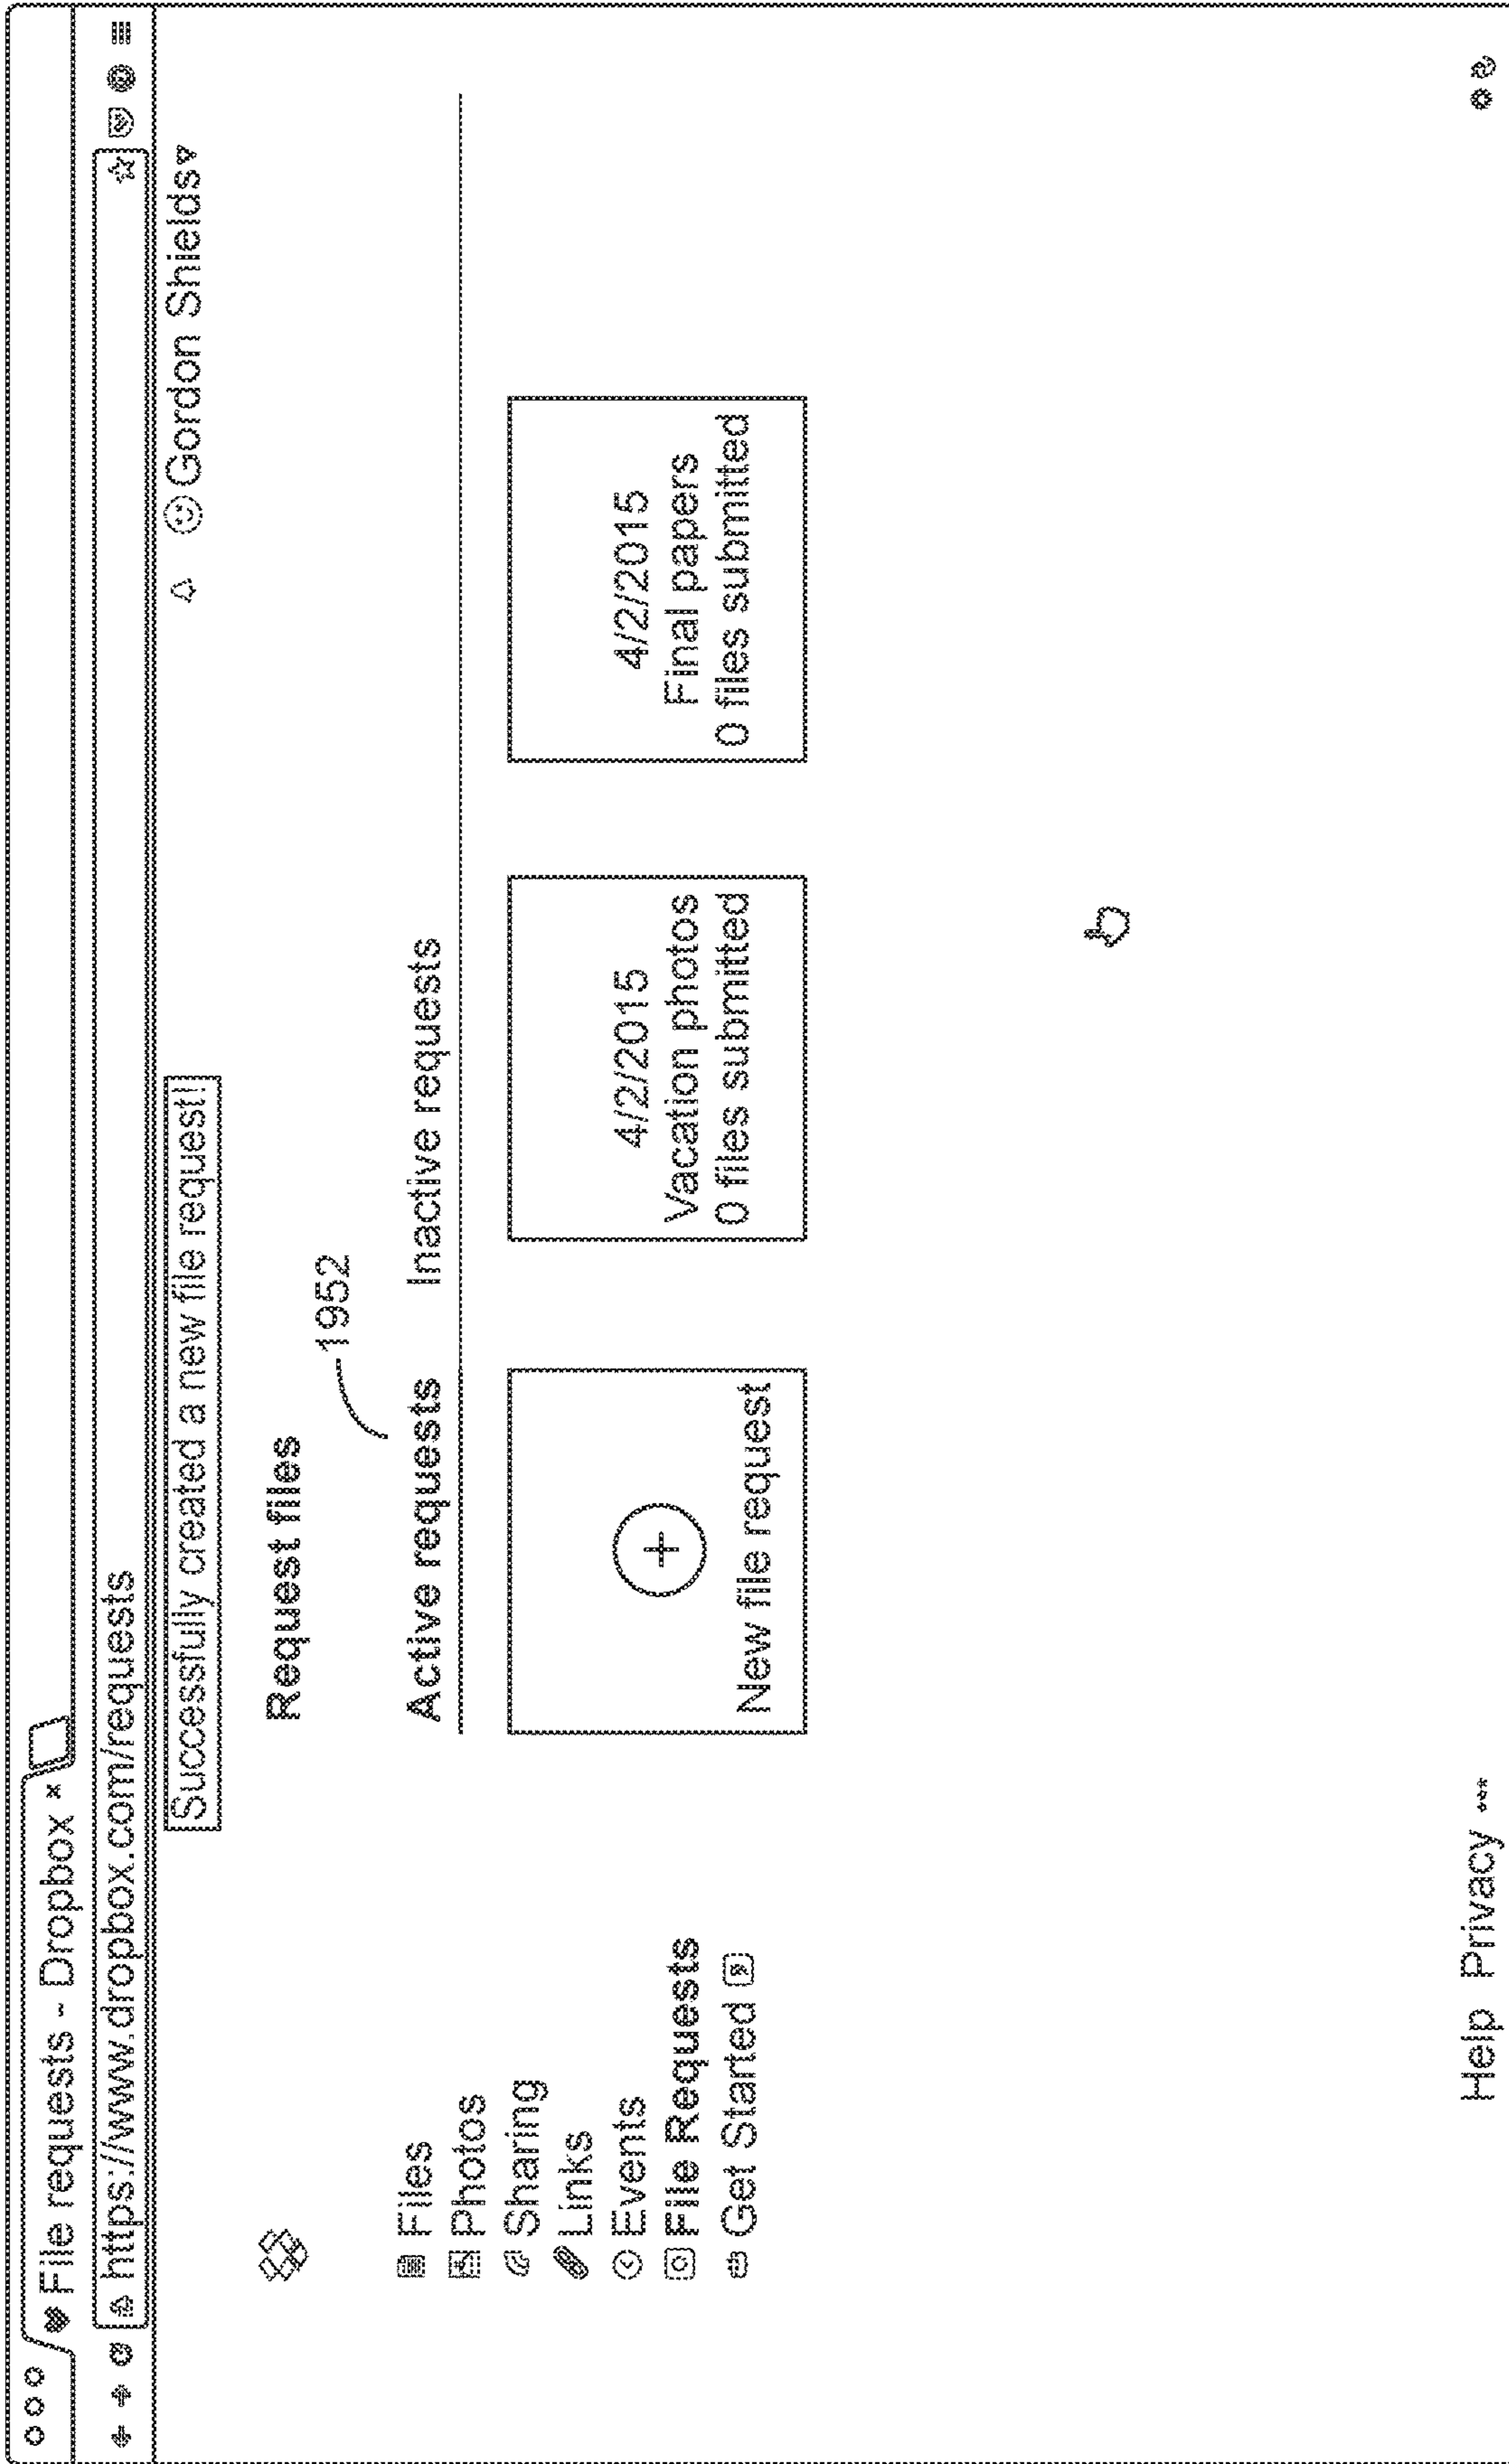 File requests - Dropbox ×
https://www.dropbox.com/requests
Successfully created a new file request!
Gordon Shields
Request files
1952
Active requests Inactive requests
Files
Photos
Sharing
Links
Events
File Requests
Get Started
New file request
4/2/2015
Vacation photos
0 files submitted
4/2/2015
Final papers
0 files submitted
Help Privacy •••